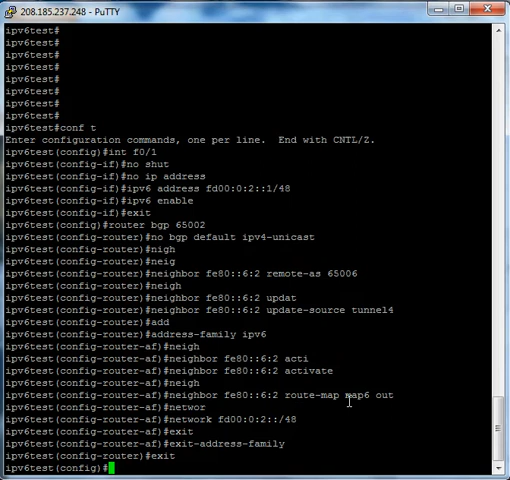 208.185.237.248 - PuTTY
ipv6test#
ipv6test#
ipv6test#
ipv6test#
ipv6test#
ipv6test#
ipv6test#
ipv6test#
ipv6test#conf t
Enter configuration commands, one per line.  End with CNTL/Z.
ipv6test(config)#int f0/1
ipv6test(config-if)#no shut
ipv6test(config-if)#no ip address
ipv6test(config-if)#ipv6 address fd00:0:2::1/48
ipv6test(config-if)#ipv6 enable
ipv6test(config-if)#exit
ipv6test(config)#router bgp 65002
ipv6test(config-router)#no bgp default ipv4-unicast
ipv6test(config-router)#nigh
ipv6test(config-router)#neig
ipv6test(config-router)#neighbor fe80::6:2 remote-as 65006
ipv6test(config-router)#neigh
ipv6test(config-router)#neighbor fe80::6:2 updat
ipv6test(config-router)#neighbor fe80::6:2 update-source tunnel4
ipv6test(config-router)#add
ipv6test(config-router)#address-family ipv6
ipv6test(config-router-af)#neigh
ipv6test(config-router-af)#neighbor fe80::6:2 acti
ipv6test(config-router-af)#neighbor fe80::6:2 activate
ipv6test(config-router-af)#neigh
ipv6test(config-router-af)#neighbor fe80::6:2 route-map map6 out
ipv6test(config-router-af)#networ
ipv6test(config-router-af)#network fd00:0:2::/48
ipv6test(config-router-af)#exit
ipv6test(config-router)#exit-address-family
ipv6test(config-router)#exit
ipv6test(config)#